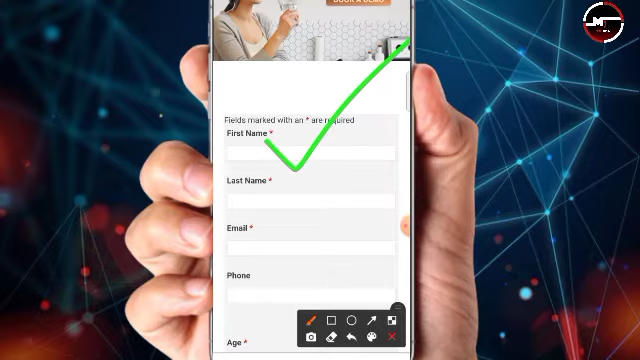 BOOK A DEMO
Fields marked with an * are required
First Name *
Last Name *
Email *
Phone
Age *